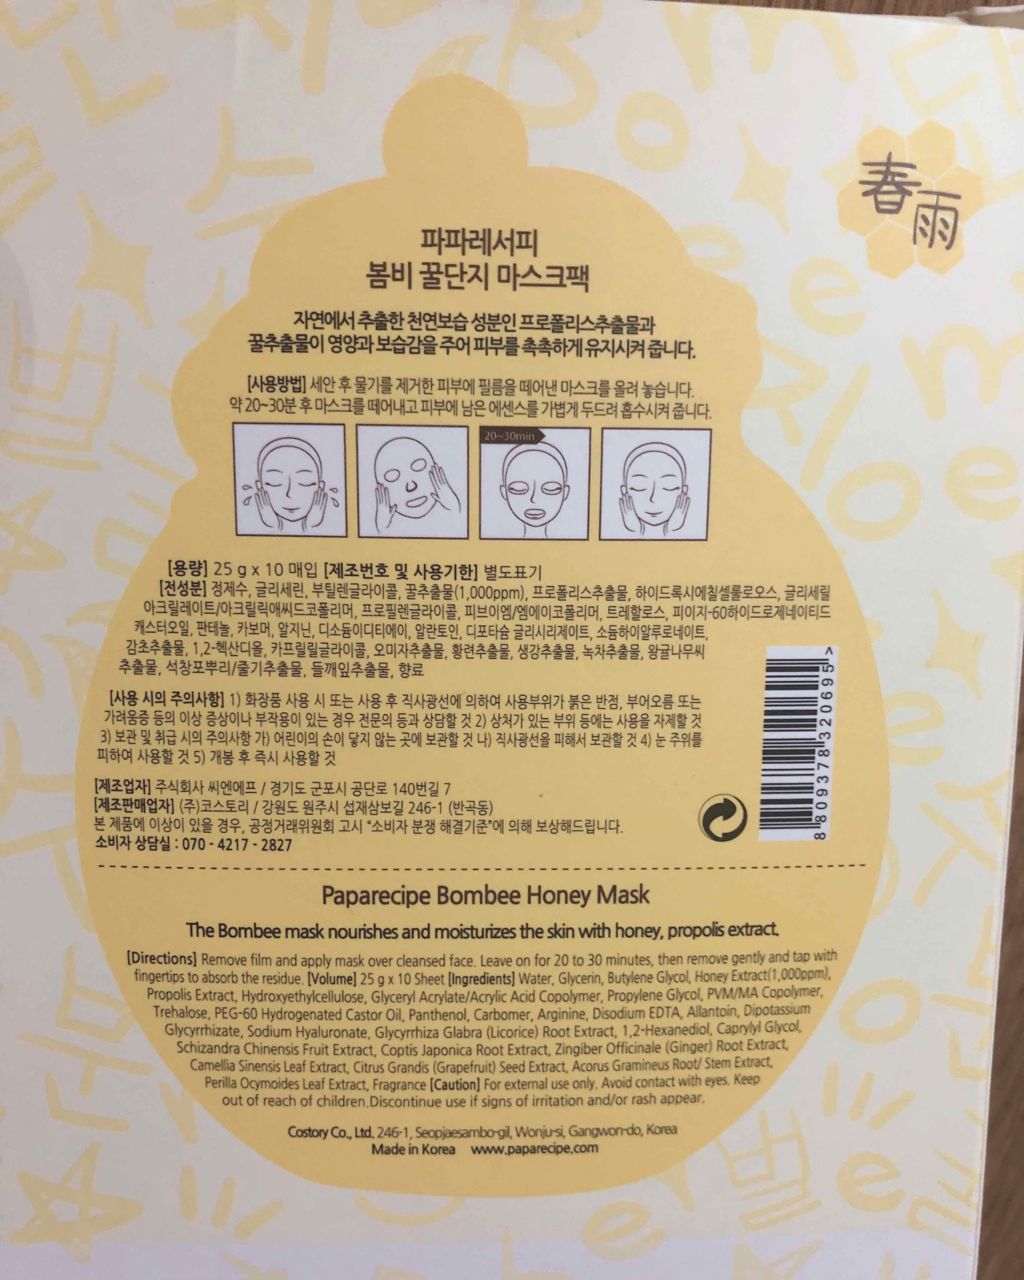 春雨
파파레서피
봄비 꿀단지 마스크팩
자연에서 추출한 천연보습 성분인 프로폴리스추출물과
꿀추출물이 영양과 보습감을 주어 피부를 촉촉하게 유지시켜 줍니다.
[사용방법] 세안 후 물기를 제거한 피부에 필름을 떼어낸 마스크를 올려 놓습니다.
약 20~30분 후 마스크를 떼어내고 피부에 남은 에센스를 가볍게 두드려 흡수시켜 줍니다.
20~30min
[용량] 25 g x 10 매입 [제조번호 및 사용기한] 별도표기
[전성분] 정제수, 글리세린, 부틸렌글라이콜, 꿀추출물(1,000ppm), 프로폴리스추출물, 하이드록시에칠셀룰로오스, 글리세릴
아크릴레이트/아크릴릭애씨드코폴리머, 프로필렌글라이콜, 피브이엠/엠에이코폴리머, 트레할로스, 피이지-60하이드로제네이티드
캐스터오일, 판테놀, 카보머, 알지닌, 디소듐이디티에이, 알란토인, 디포타슘 글리시리제이트, 소듐하이알루로네이트,
감초추출물, 1,2-헥산디올, 카프릴릴글라이콜, 오미자추출물, 황련추출물, 생강추출물, 녹차추출물, 왕귤나무씨
추출물, 석창포뿌리/줄기추출물, 들깨잎추출물, 향료
[사용 시의 주의사항] 1) 화장품 사용 시 또는 사용 후 직사광선에 의하여 사용부위가 붉은 반점, 부어오름 또는
가려움증 등의 이상 증상이나 부작용이 있는 경우 전문의 등과 상담할 것 2) 상처가 있는 부위 등에는 사용을 자제할 것
3) 보관 및 취급 시의 주의사항 가) 어린이의 손이 닿지 않는 곳에 보관할 것 나) 직사광선을 피해서 보관할 것 4) 눈 주위를
피하여 사용할 것 5) 개봉 후 즉시 사용할 것
[제조업자] 주식회사 씨엔에프 / 경기도 군포시 공단로 140번길 7
[제조판매업자] (주)코스토리 / 강원도 원주시 섭재삼보길 246-1 (반곡동)
본 제품에 이상이 있을 경우, 공정거래위원회 고시 "소비자 분쟁 해결기준"에 의해 보상해드립니다.
소비자 상담실 : 070 - 4217 - 2827
8 809378 320695 >
Paparecipe Bombee Honey Mask
The Bombee mask nourishes and moisturizes the skin with honey, propolis extract.
[Directions] Remove film and apply mask over cleansed face. Leave on for 20 to 30 minutes, then remove gently and tap with
fingertips to absorb the residue. [Volume] 25 g x 10 Sheet [Ingredients] Water, Glycerin, Butylene Glycol, Honey Extract(1,000ppm),
Propolis Extract, Hydroxyethylcellulose, Glyceryl Acrylate/Acrylic Acid Copolymer, Propylene Glycol, PVM/MA Copolymer,
Trehalose, PEG-60 Hydrogenated Castor Oil, Panthenol, Carbomer, Arginine, Disodium EDTA, Allantoin, Dipotassium
Glycyrrhizate, Sodium Hyaluronate, Glycyrrhiza Glabra (Licorice) Root Extract, 1,2-Hexanediol, Caprylyl Glycol,
Schizandra Chinensis Fruit Extract, Coptis Japonica Root Extract, Zingiber Officinale (Ginger) Root Extract,
Camellia Sinensis Leaf Extract, Citrus Grandis (Grapefruit) Seed Extract, Acorus Gramineus Root/ Stem Extract,
Perilla Ocymoides Leaf Extract, Fragrance [Caution] For external use only. Avoid contact with eyes. Keep
out of reach of children.Discontinue use if signs of irritation and/or rash appear.
Costory Co., Ltd. 246-1, Seopjaesambo-gil, Wonju-si, Gangwon-do, Korea
Made in Korea www.paparecipe.com